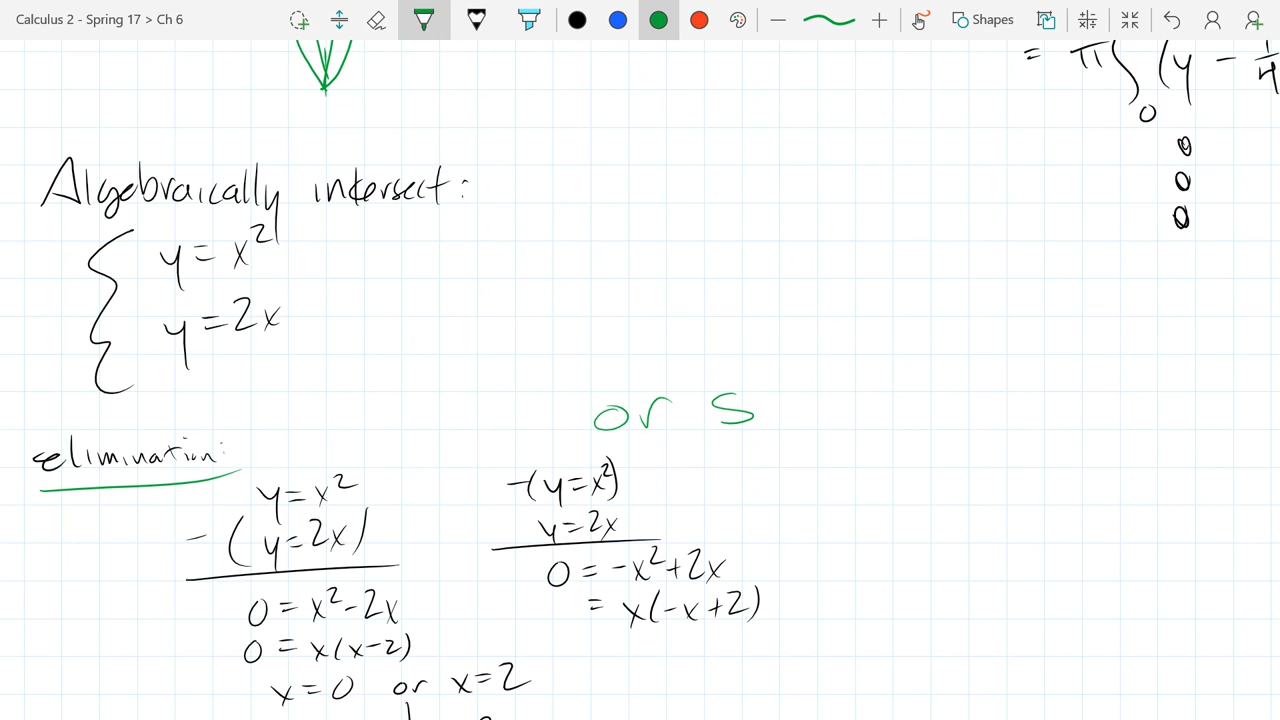 Calculus 2 - Spring 17 > Ch 6
Shapes
= π∫ (y - 1/4
0
Algebraically intersect:
y = x²
y = 2x
or s
elimination:
y = x²
- (y = 2x)
0 = x² - 2x
0 = x(x-2)
x = 0 or x = 2
-(y = x²)
y = 2x
0 = -x² + 2x
= x(-x+2)